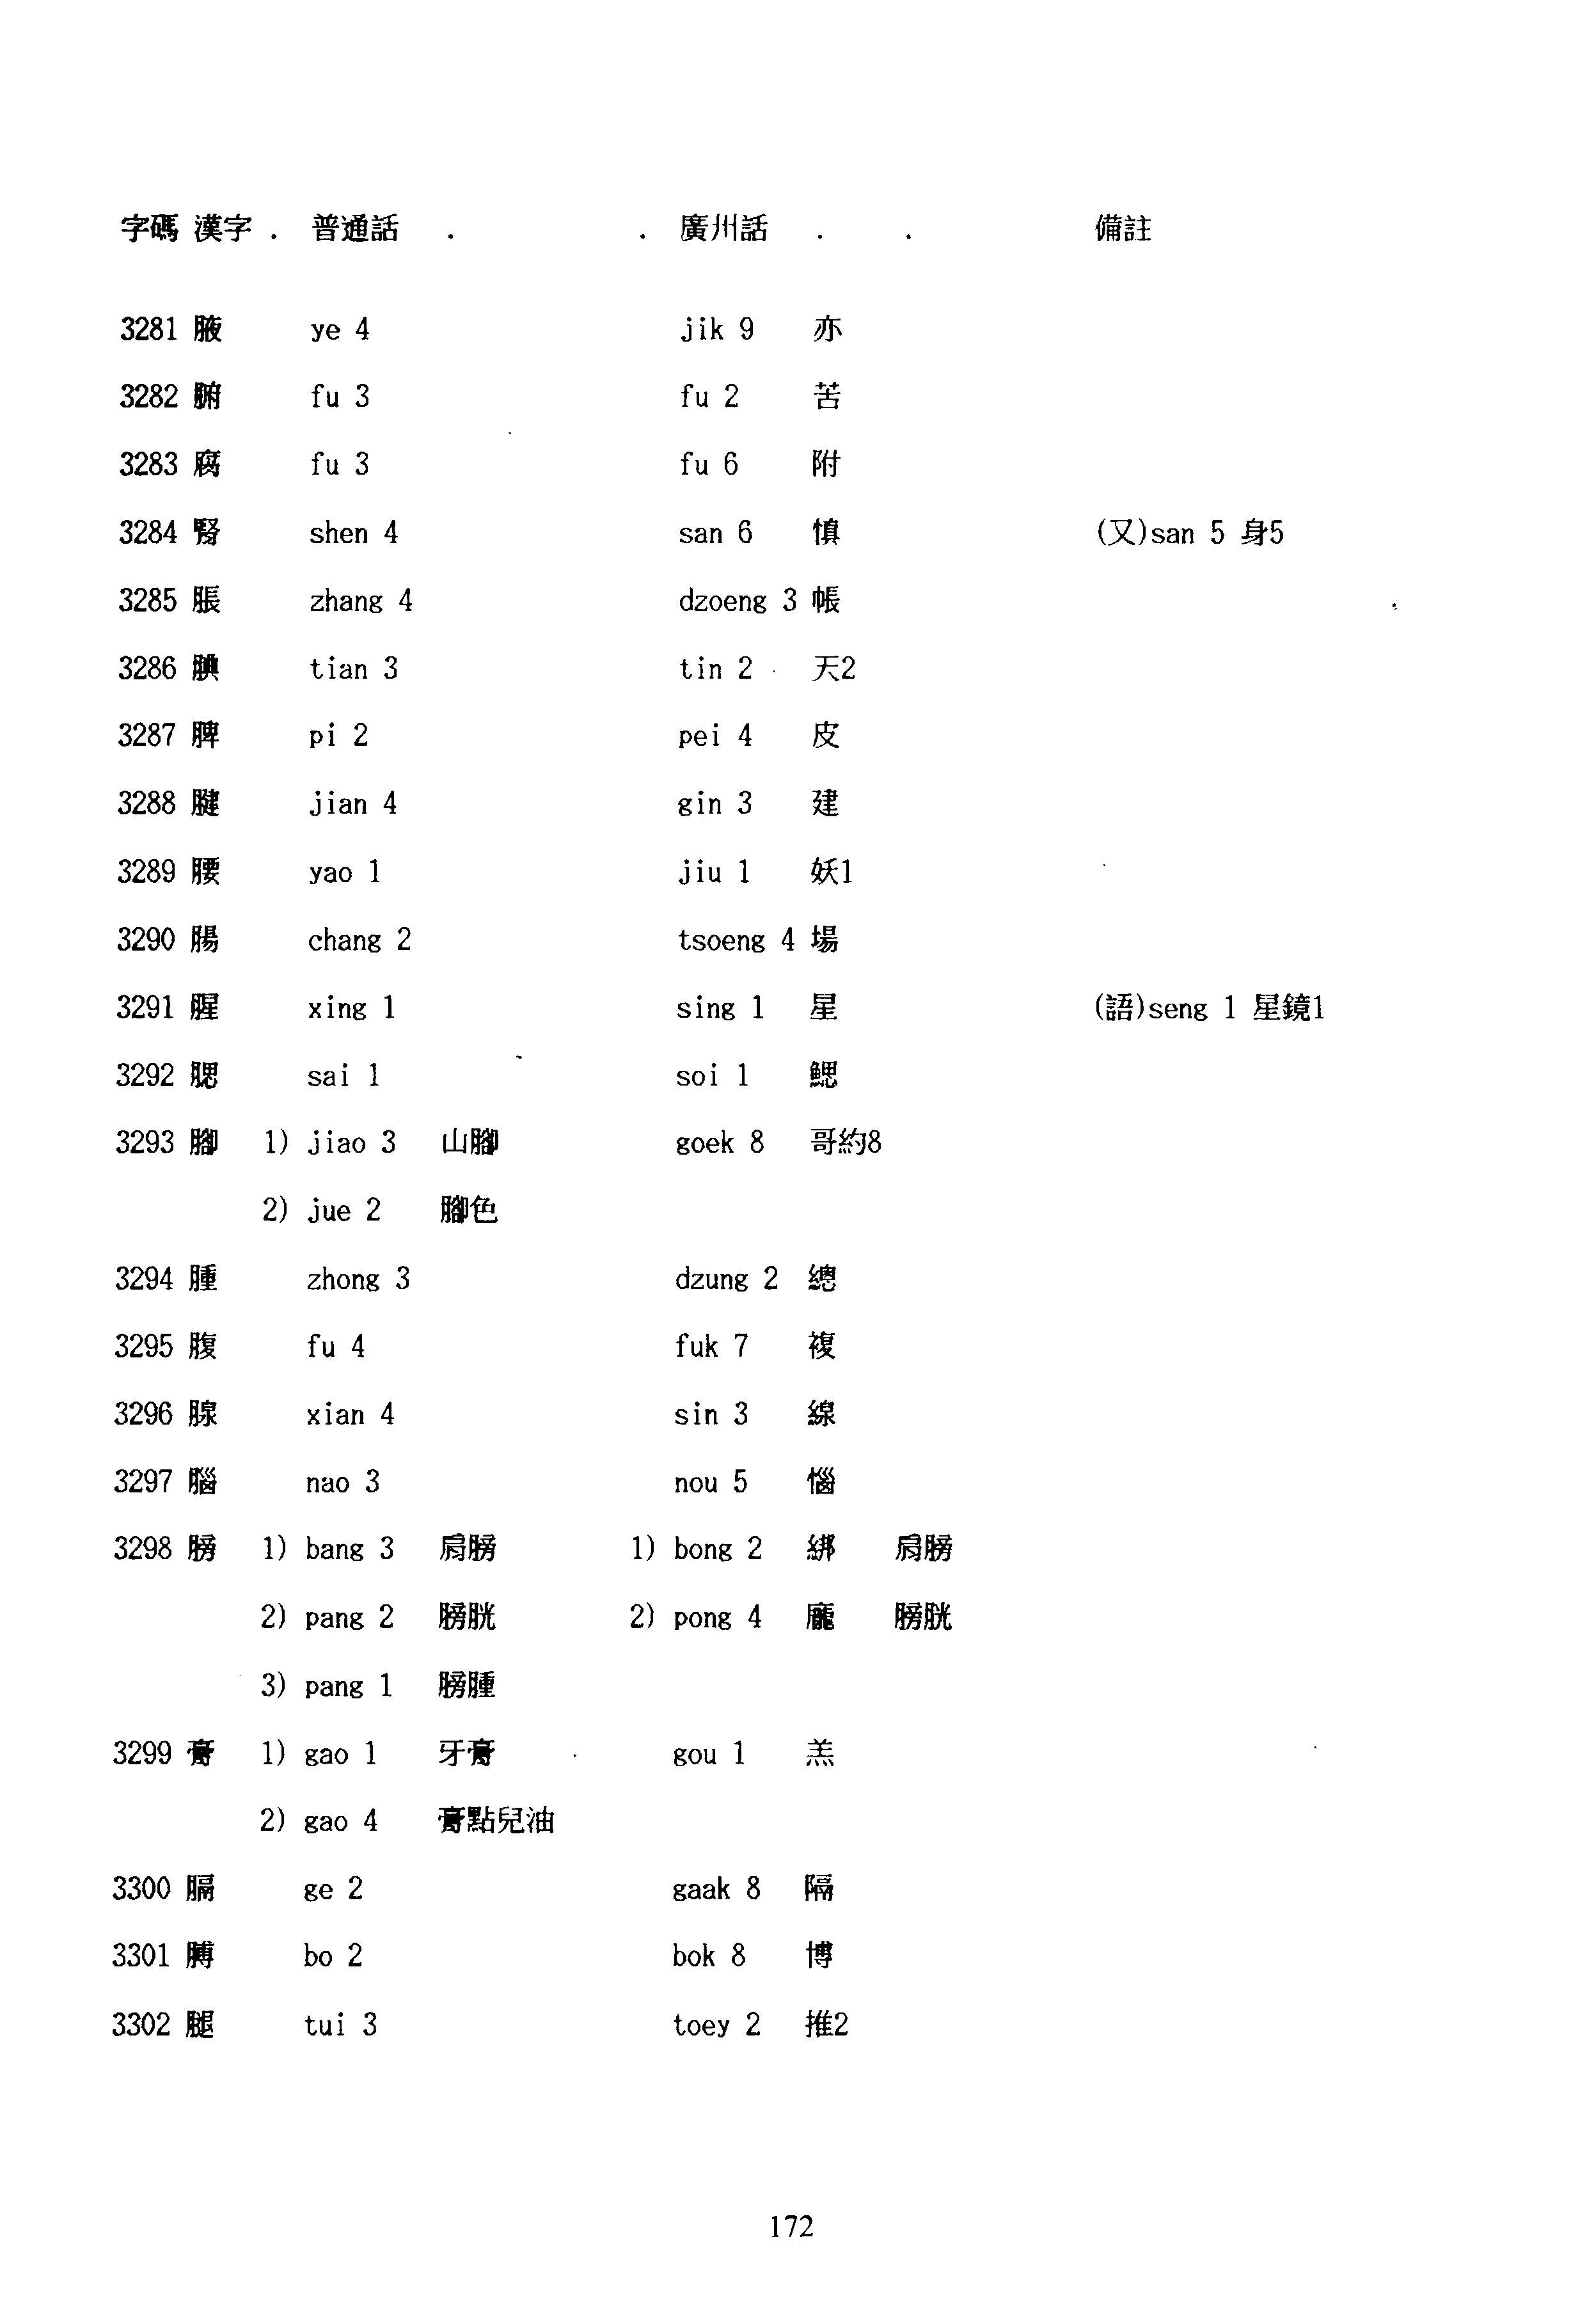 字碼 漢字 . 普通話 . . 廣州話 . . 備註
3281 腋 ye 4 jik 9 亦
3282 腑 fu 3 fu 2 苦
3283 腐 fu 3 fu 6 附
3284 腎 shen 4 san 6 慎 (又)san 5 身5
3285 脹 zhang 4 dzoeng 3 帳
3286 腆 tian 3 tin 2 天2
3287 脾 pi 2 pei 4 皮
3288 腱 jian 4 gin 3 建
3289 腰 yao 1 jiu 1 妖1
3290 腸 chang 2 tsoeng 4 場
3291 腥 xing 1 sing 1 星 (語)seng 1 星鏡1
3292 腮 sai 1 soi 1 鰓
3293 腳 1) jiao 3 山腳 goek 8 哥約8
2) jue 2 腳色
3294 腫 zhong 3 dzung 2 總
3295 腹 fu 4 fuk 7 複
3296 腺 xian 4 sin 3 線
3297 腦 nao 3 nou 5 惱
3298 膀 1) bang 3 肩膀 1) bong 2 綁 肩膀
2) pang 2 膀胱 2) pong 4 龐 膀胱
3) pang 1 膀腫
3299 膏 1) gao 1 牙膏 gou 1 羔
2) gao 4 膏點兒油
3300 膈 ge 2 gaak 8 隔
3301 膊 bo 2 bok 8 博
3302 腿 tui 3 toey 2 推2
172